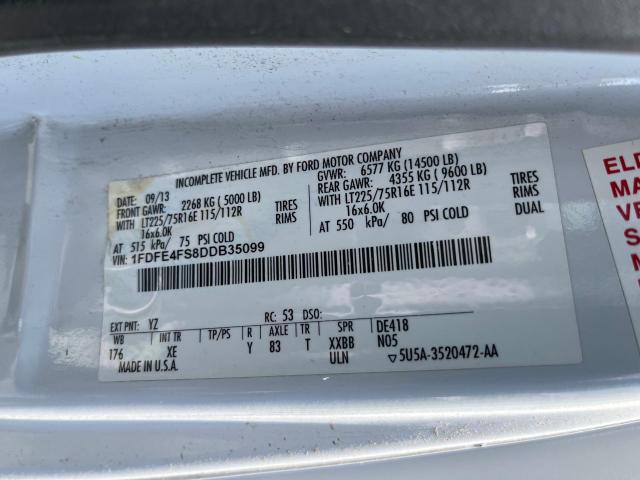 INCOMPLETE VEHICLE MFD. BY FORD MOTOR COMPANY
DATE: 09/13 GVWR: 6577 KG (14500 LB)
FRONT GAWR: 2268 KG (5000 LB) REAR GAWR: 4355 KG ( 9600 LB)
WITH LT225/75R16E 115/112R TIRES WITH LT225/75R16E 115/112R TIRES
16x6.0K RIMS 16x6.0K RIMS
AT 515 kPa/ 75 PSI COLD AT 550 kPa/ 80 PSI COLD DUAL
VIN: 1FDFE4FS8DDB35099
EXT PNT: YZ RC: 53 DSO:
WB INT TR TP/PS R AXLE TR SPR DE418
176 XE Y 83 T XXBB N05
MADE IN U.S.A. ULN ▽5U5A-3520472-AA